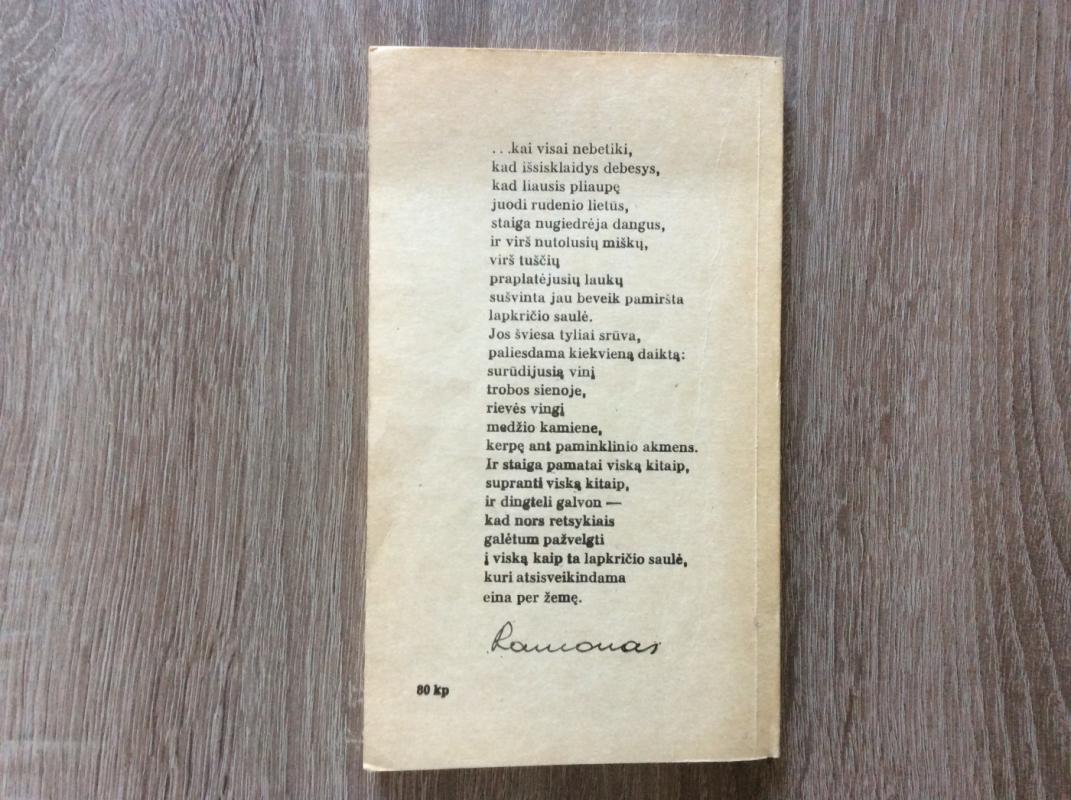 ...kai visai nebetiki,
kad išsisklaidys debesys,
kad liausis pliaupę
juodi rudenio lietūs,
staiga nugiedrėja dangus,
ir virš nutolusių miškų,
virš tuščių
praplatėjusių laukų
sušvinta jau beveik pamiršta
lapkričio saulė.
Jos šviesa tyliai srūva,
paliesdama kiekvieną daiktą:
surūdijusią vinį
trobos sienoje,
rievės vingį
medžio kamiene,
kerpę ant paminklinio akmens.
Ir staiga pamatai viską kitaip,
supranti viską kitaip,
ir dingteli galvon —
kad nors retsykiais
galėtum pažvelgti
į viską kaip ta lapkričio saulė,
kuri atsisveikindama
eina per žemę.
Ramonas
80 kp